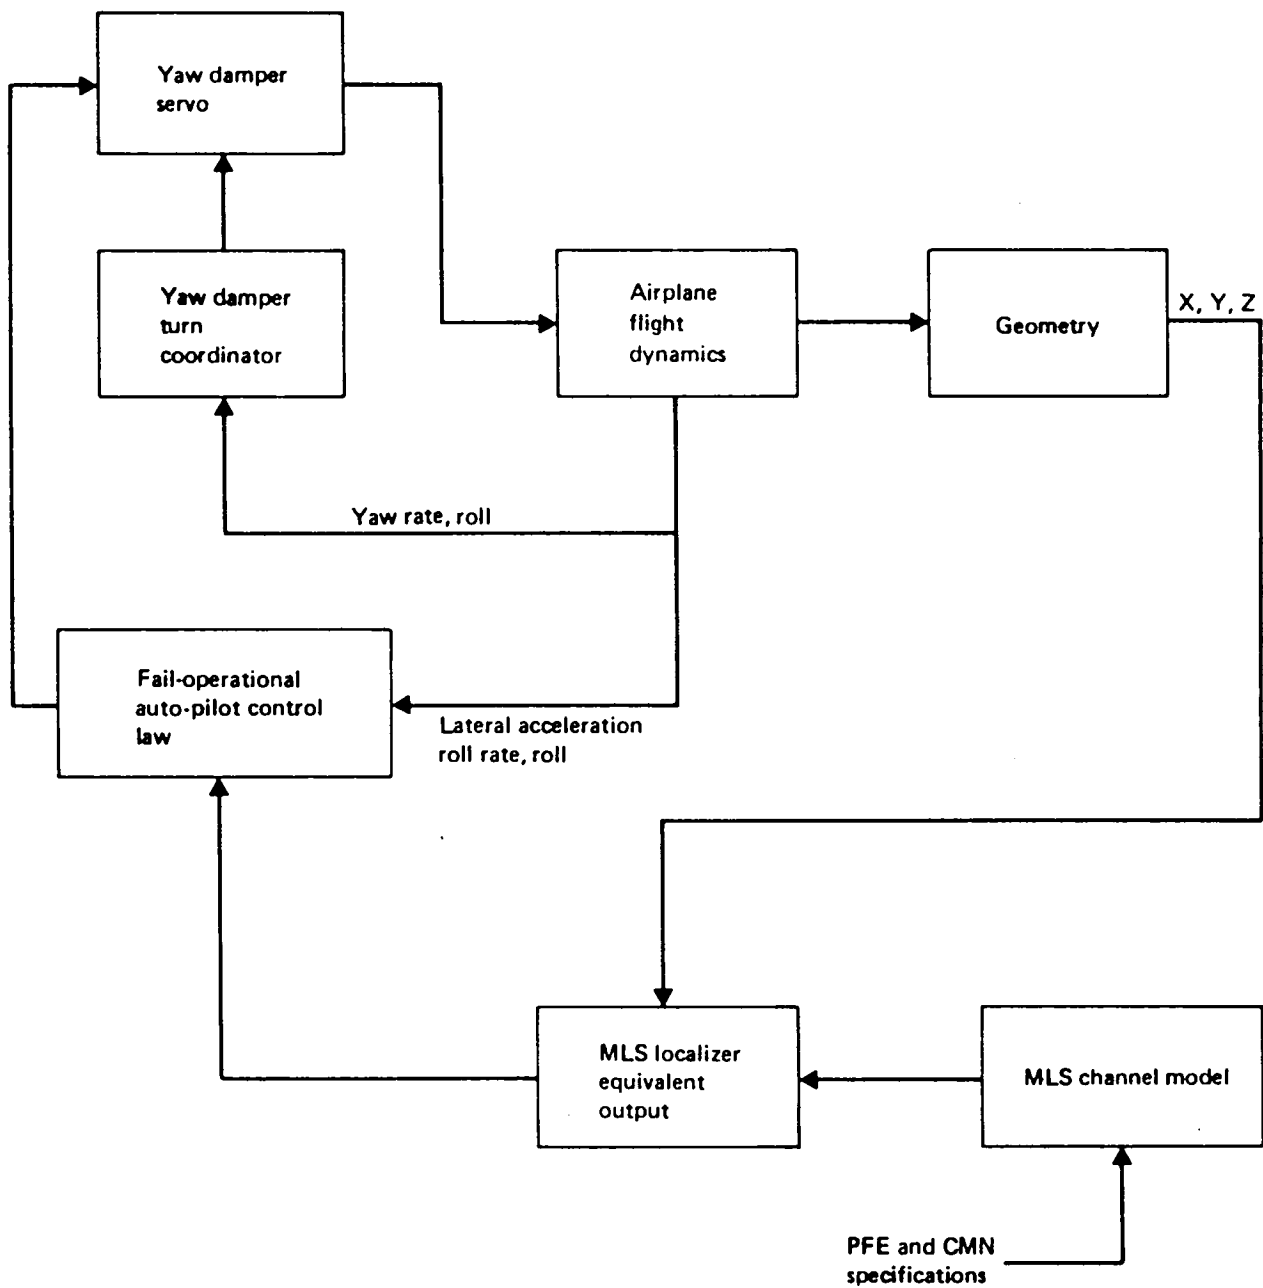 Yaw damper
servo
Yaw damper
turn
coordinator
Airplane
flight
dynamics
Geometry
X, Y, Z
Yaw rate, roll
Fail-operational
auto-pilot control
law
Lateral acceleration
roll rate, roll
MLS localizer
equivalent
output
MLS channel model
PFE and CMN
specifications